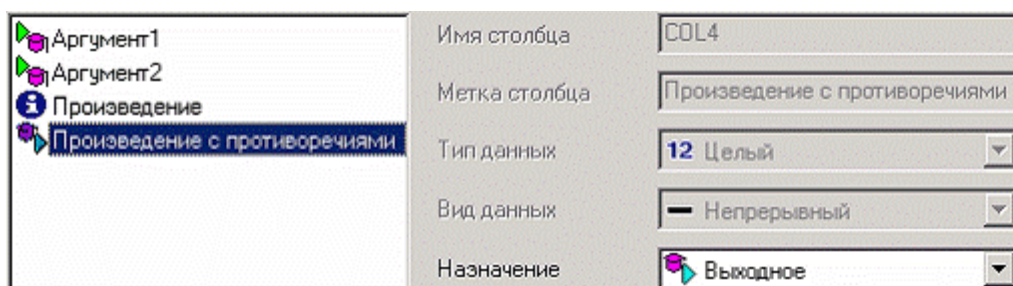 Аргумент1
Аргумент2
Произведение
Произведение с противоречиями
Имя столбца COL4
Метка столбца Произведение с противоречиями
Тип данных 12 Целый
Вид данных Непрерывный
Назначение Выходное